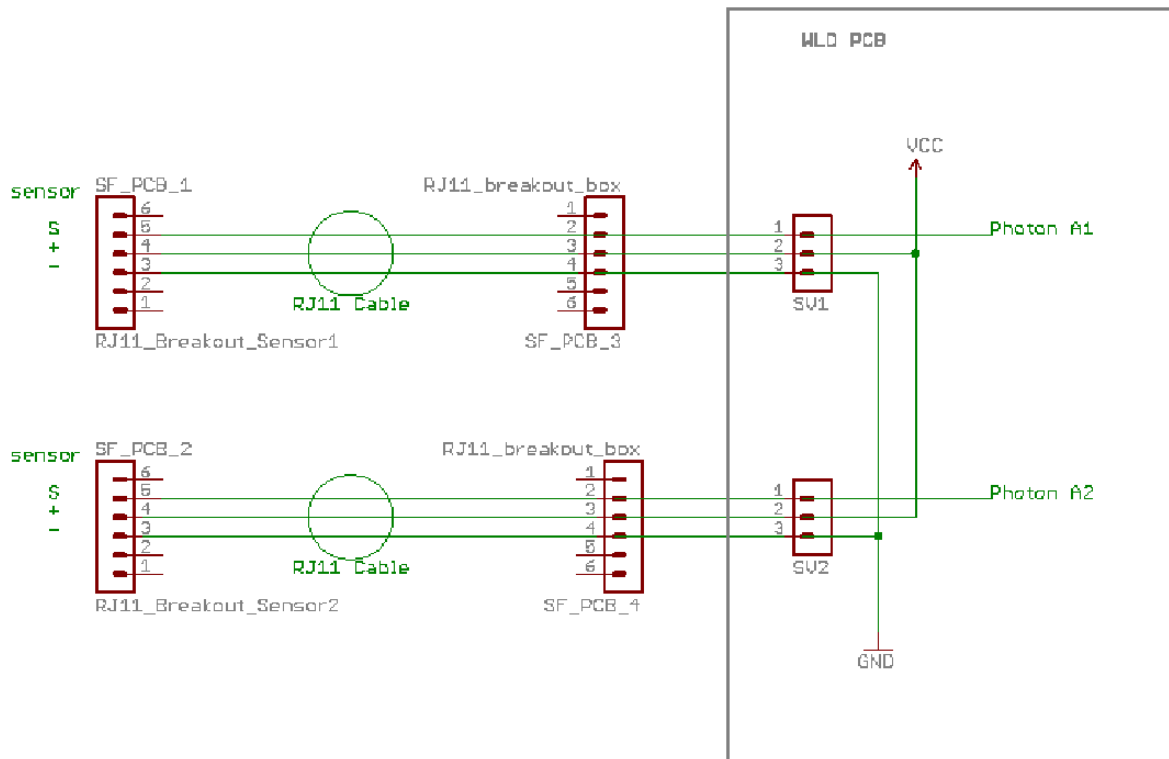 WLD PCB
VCC
sensor
SF_PCB_1
RJ11_breakout_box
S
+
-
6
5
4
3
2
1
1
2
3
4
5
6
1
2
3
Photon A1
RJ11 Cable
SV1
RJ11_Breakout_Sensor1
SF_PCB_3
sensor
SF_PCB_2
RJ11_breakout_box
S
+
-
6
5
4
3
2
1
1
2
3
4
5
6
1
2
3
Photon A2
RJ11 Cable
SV2
RJ11_Breakout_Sensor2
SF_PCB_4
GND